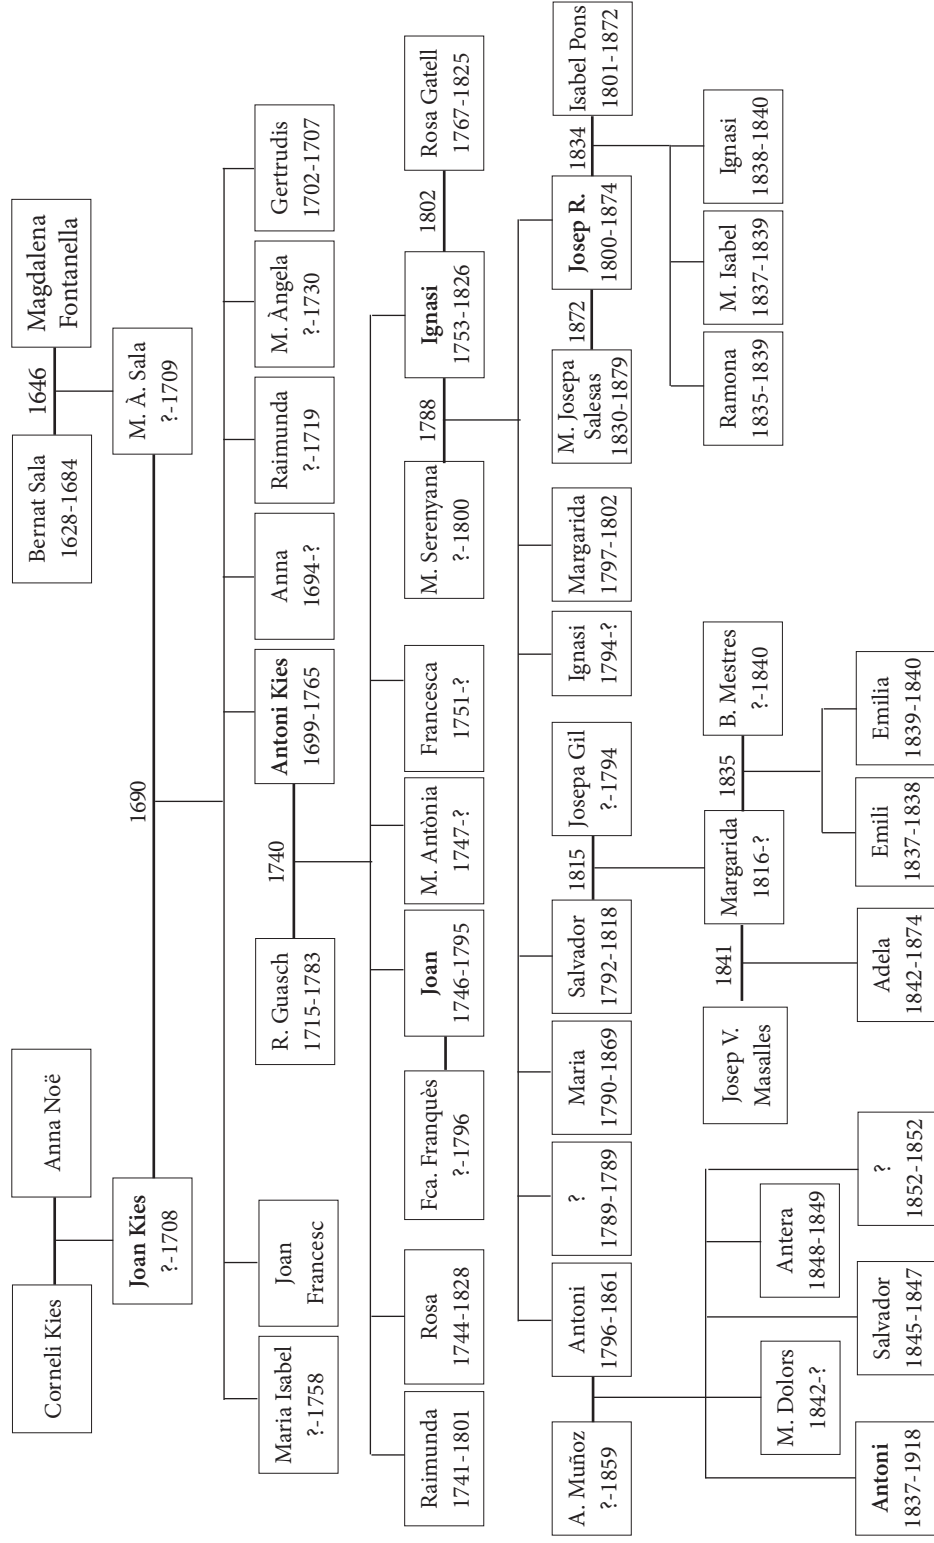 Corneli Kies
Anna Noë
Bernat Sala
1628-1684
1646
Magdalena
Fontanella
Joan Kies
?-1708
1690
M. À. Sala
?-1709
Maria Isabel
?-1758
Joan
Francesc
R. Guasch
1715-1783
1740
Antoni Kies
1699-1765
Anna
1694-?
Raimunda
?-1719
M. Àngela
?-1730
Gertrudis
1702-1707
Raimunda
1741-1801
Rosa
1744-1828
Fca. Franquès
?-1796
Joan
1746-1795
M. Antònia
1747-?
Francesca
1751-?
M. Serenyana
?-1800
1788
Ignasi
1753-1826
1802
Rosa Gatell
1767-1825
A. Muñoz
?-1859
Antoni
1796-1861
?
1789-1789
Maria
1790-1869
Salvador
1792-1818
1815
Josepa Gil
?-1794
Ignasi
1794-?
Margarida
1797-1802
M. Josepa
Salesas
1830-1879
1872
Josep R.
1800-1874
1834
Isabel Pons
1801-1872
Josep V.
Masalles
1841
Margarida
1816-?
1835
B. Mestres
?-1840
Ramona
1835-1839
M. Isabel
1837-1839
Ignasi
1838-1840
M. Dolors
1842-?
Antera
1848-1849
Antoni
1837-1918
Salvador
1845-1847
?
1852-1852
Adela
1842-1874
Emili
1837-1838
Emilia
1839-1840